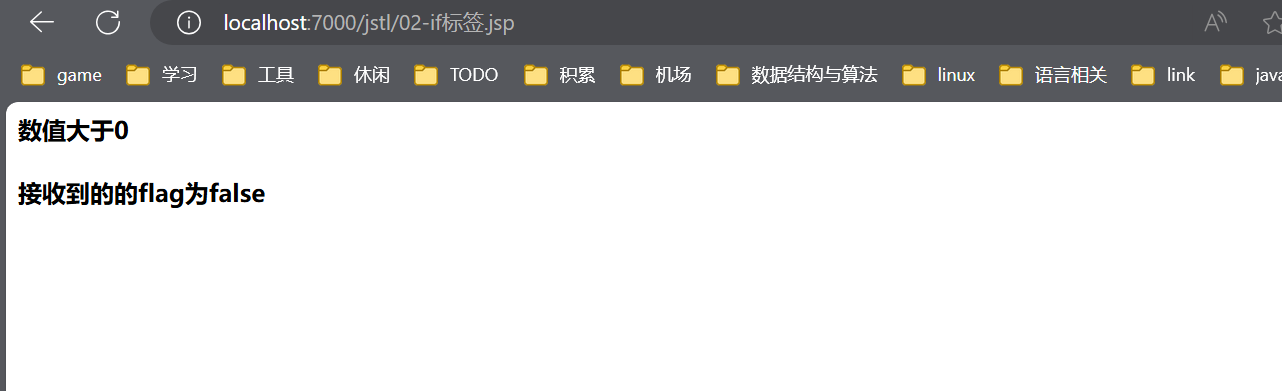 localhost:7000/jstl/02-if标签.jsp
game 学习 工具 休闲 TODO 积累 机场 数据结构与算法 linux 语言相关 link java
数值大于0
接收到的的flag为false